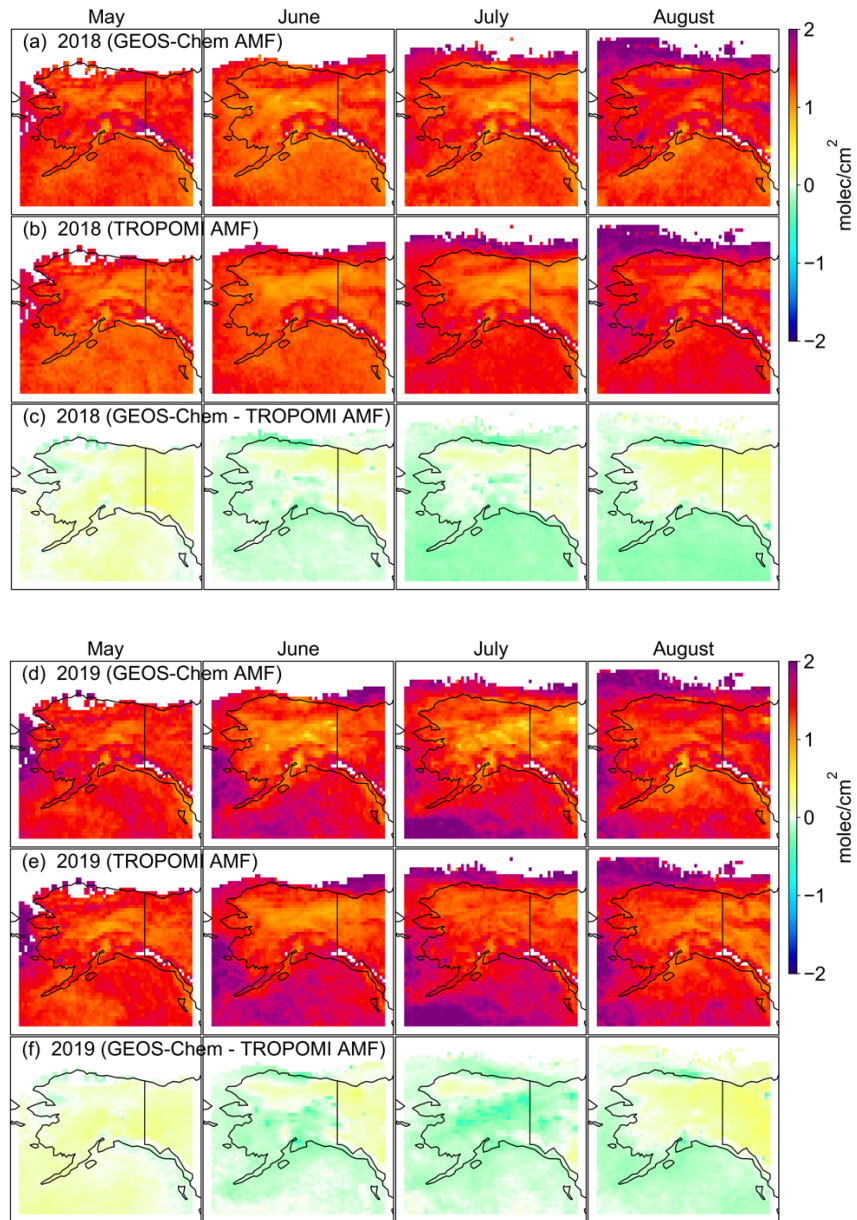 May June July August
(a) 2018 (GEOS-Chem AMF)
(b) 2018 (TROPOMI AMF)
(c) 2018 (GEOS-Chem - TROPOMI AMF)
2
1
0
−1
−2
molec/cm²
May June July August
(d) 2019 (GEOS-Chem AMF)
(e) 2019 (TROPOMI AMF)
(f) 2019 (GEOS-Chem - TROPOMI AMF)
2
1
0
−1
−2
molec/cm²